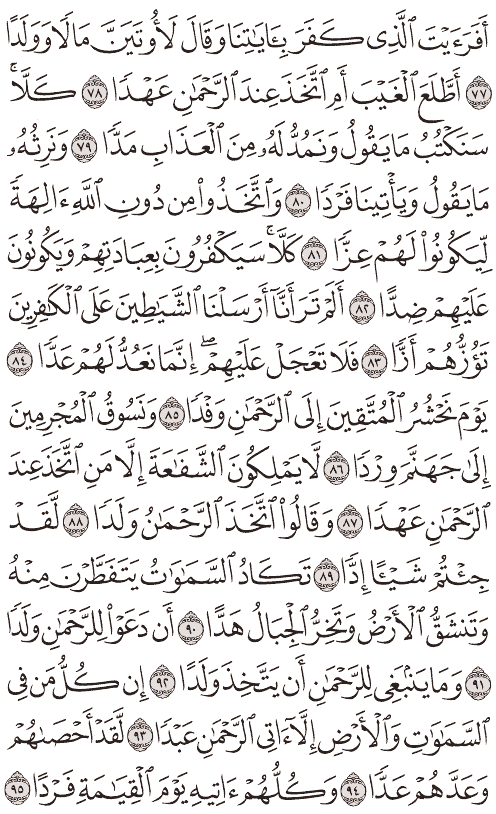 أَفَرَءَيْتَ ٱلَّذِى كَفَرَ بِـَٔايَـٰتِنَا وَقَالَ لَأُوتَيَنَّ مَالًا وَوَلَدًا
٧٧ أَطَّلَعَ ٱلْغَيْبَ أَمِ ٱتَّخَذَ عِندَ ٱلرَّحْمَـٰنِ عَهْدًا ٧٨ كَلَّا ۚ
سَنَكْتُبُ مَا يَقُولُ وَنَمُدُّ لَهُۥ مِنَ ٱلْعَذَابِ مَدًّا ٧٩ وَنَرِثُهُۥ
مَا يَقُولُ وَيَأْتِينَا فَرْدًا ٨٠ وَٱتَّخَذُوا۟ مِن دُونِ ٱللَّهِ ءَالِهَةً
لِّيَكُونُوا۟ لَهُمْ عِزًّا ٨١ كَلَّا ۚ سَيَكْفُرُونَ بِعِبَادَتِهِمْ وَيَكُونُونَ
عَلَيْهِمْ ضِدًّا ٨٢ أَلَمْ تَرَ أَنَّآ أَرْسَلْنَا ٱلشَّيَـٰطِينَ عَلَى ٱلْكَـٰفِرِينَ
تَؤُزُّهُمْ أَزًّا ٨٣ فَلَا تَعْجَلْ عَلَيْهِمْ ۖ إِنَّمَا نَعُدُّ لَهُمْ عَدًّا ٨٤
يَوْمَ نَحْشُرُ ٱلْمُتَّقِينَ إِلَى ٱلرَّحْمَـٰنِ وَفْدًا ٨٥ وَنَسُوقُ ٱلْمُجْرِمِينَ
إِلَىٰ جَهَنَّمَ وِرْدًا ٨٦ لَّا يَمْلِكُونَ ٱلشَّفَـٰعَةَ إِلَّا مَنِ ٱتَّخَذَ عِندَ
ٱلرَّحْمَـٰنِ عَهْدًا ٨٧ وَقَالُوا۟ ٱتَّخَذَ ٱلرَّحْمَـٰنُ وَلَدًا ٨٨ لَّقَدْ
جِئْتُمْ شَيْـًٔا إِدًّا ٨٩ تَكَادُ ٱلسَّمَـٰوَٰتُ يَتَفَطَّرْنَ مِنْهُ
وَتَنشَقُّ ٱلْأَرْضُ وَتَخِرُّ ٱلْجِبَالُ هَدًّا ٩٠ أَن دَعَوْا۟ لِلرَّحْمَـٰنِ وَلَدًا
٩١ وَمَا يَنۢبَغِى لِلرَّحْمَـٰنِ أَن يَتَّخِذَ وَلَدًا ٩٢ إِن كُلُّ مَن فِى
ٱلسَّمَـٰوَٰتِ وَٱلْأَرْضِ إِلَّآ ءَاتِى ٱلرَّحْمَـٰنِ عَبْدًا ٩٣ لَّقَدْ أَحْصَىٰهُمْ
وَعَدَّهُمْ عَدًّا ٩٤ وَكُلُّهُمْ ءَاتِيهِ يَوْمَ ٱلْقِيَـٰمَةِ فَرْدًا ٩٥